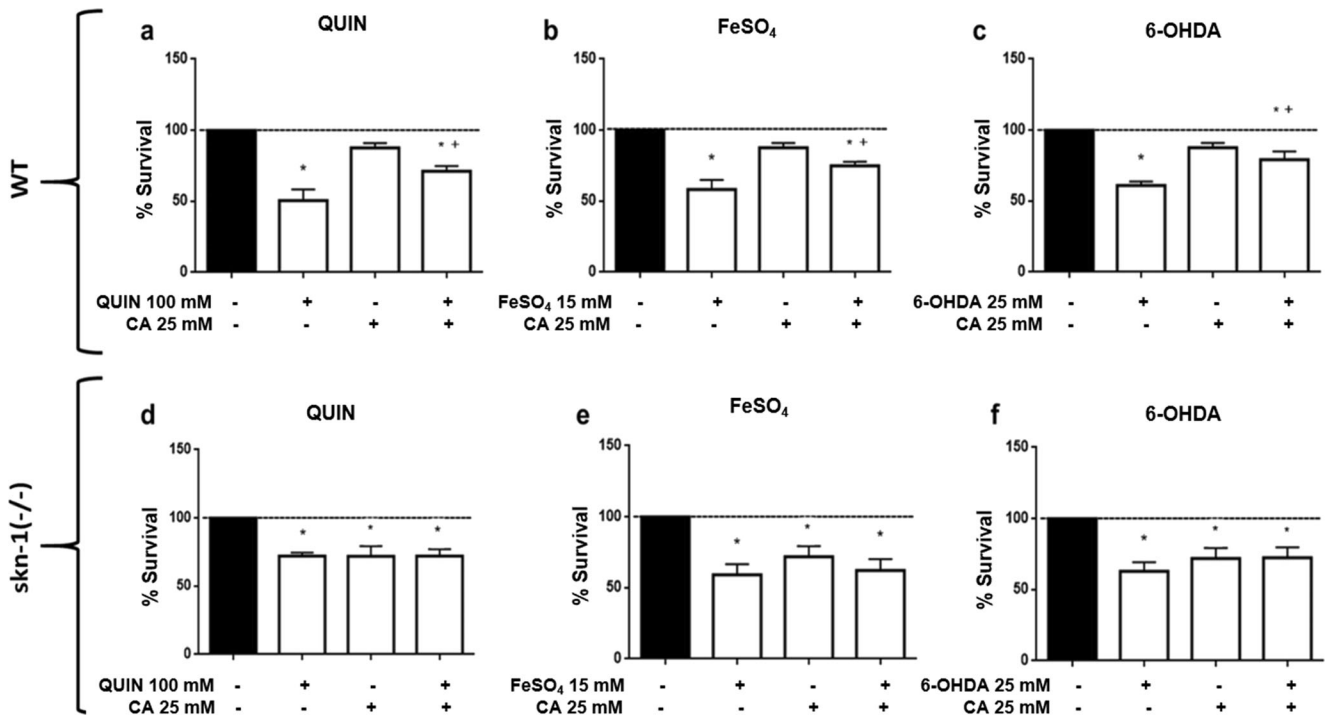 WT
a QUIN
150
100
50
0
% Survival
*
* +
QUIN 100 mM - + - +
CA 25 mM - - + +
b FeSO₄
150
100
50
0
% Survival
*
* +
FeSO₄ 15 mM - + - +
CA 25 mM - - + +
c 6-OHDA
150
100
50
0
% Survival
*
* +
6-OHDA 25 mM - + - +
CA 25 mM - - + +
skn-1(-/-)
d QUIN
150
100
50
0
% Survival
* * *
QUIN 100 mM - + - +
CA 25 mM - - + +
e FeSO₄
150
100
50
0
% Survival
* * *
FeSO₄ 15 mM - + - +
CA 25 mM - - + +
f 6-OHDA
150
100
50
0
% Survival
* * *
6-OHDA 25 mM - + - +
CA 25 mM - - + +